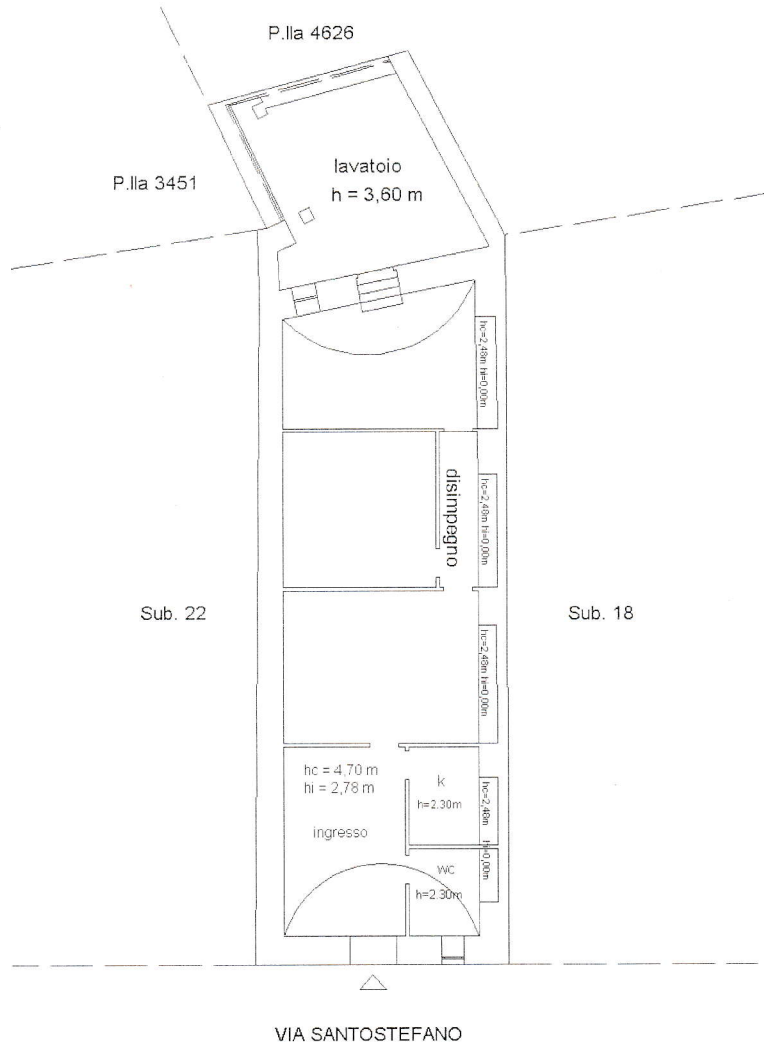 P.lla 4626
P.lla 3451
lavatoio
h = 3,60 m
hc=2,48m hi=0,00m
disimpegno
hc=2,48m hi=0,00m
Sub. 22
Sub. 18
hc=2,48m hi=0,00m
hc = 4,70 m
hi = 2,78 m
ingresso
k
h=2.30m
hc=2,48m hi=0,00m
wc
h=2.30m
VIA SANTOSTEFANO